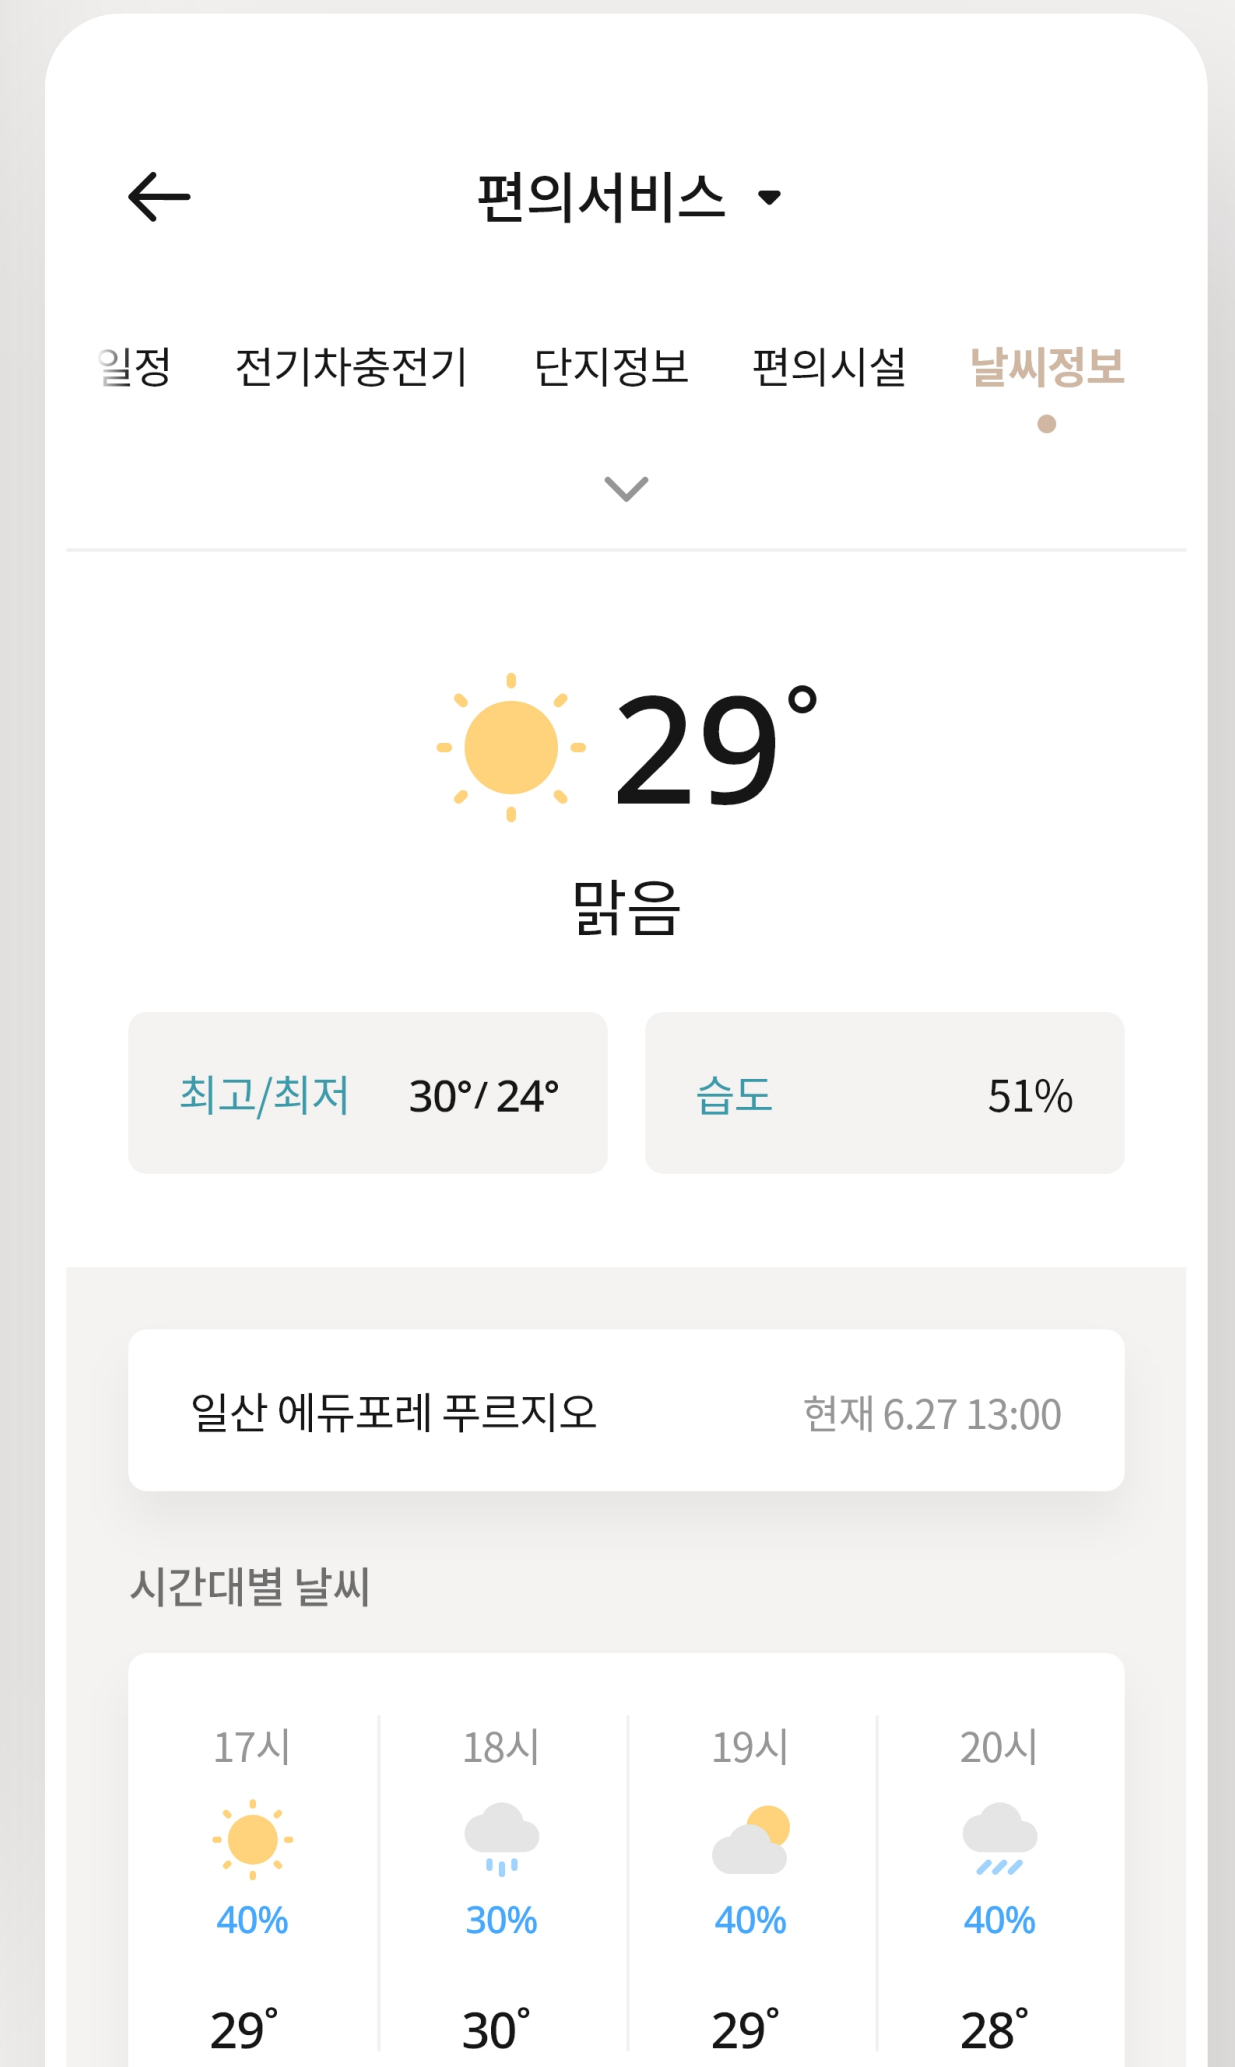 편의서비스
일정 전기차충전기 단지정보 편의시설 날씨정보
29°
맑음
최고/최저 30°/ 24° 습도 51%
일산 에듀포레 푸르지오 현재 6.27 13:00
시간대별 날씨
17시 18시 19시 20시
40% 30% 40% 40%
29° 30° 29° 28°